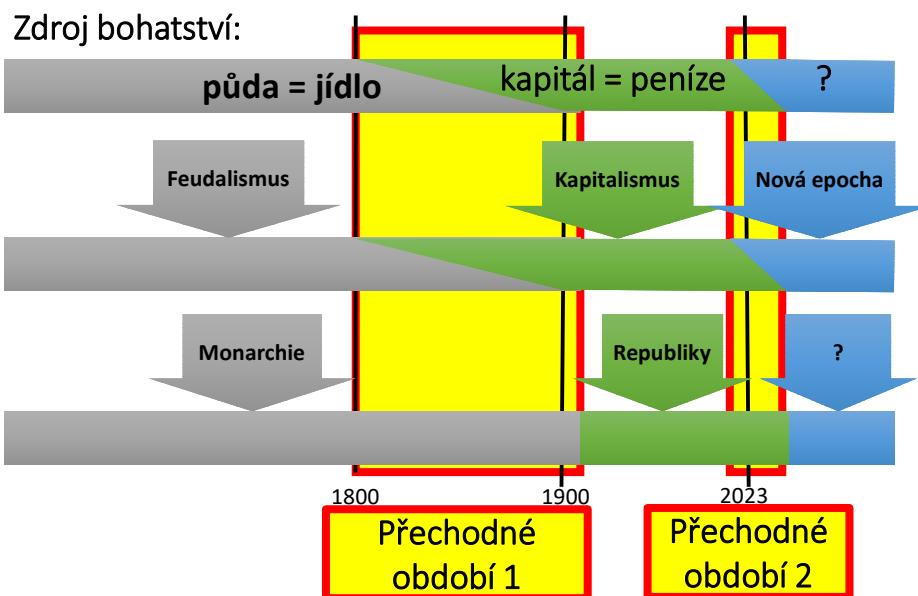 Zdroj bohatství:
půda = jídlo
kapitál = peníze
?
Feudalismus
Kapitalismus
Nová epocha
Monarchie
Republiky
?
1800
1900
2023
Přechodné
období 1
Přechodné
období 2